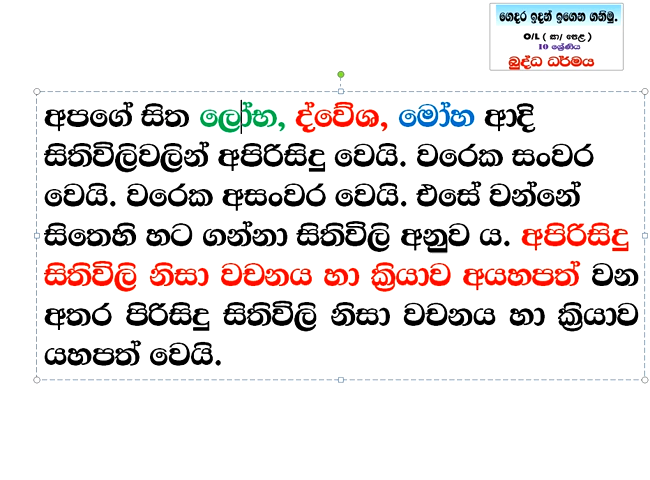 ගෙදර ඉඳන් ඉගෙන ගනිමු.
O/L ( සා/ පෙළ )
10 ශ්‍රේණිය
බුද්ධ ධර්මය
අපගේ සිත ලෝභ, ද්වේශ, මෝහ ආදි
සිතිවිලිවලින් අපිරිසිදු වෙයි. වරෙක සංවර
වෙයි. වරෙක අසංවර වෙයි. එසේ වන්නේ
සිතෙහි හට ගන්නා සිතිවිලි අනුව ය. අපිරිසිදු
සිතිවිලි නිසා වචනය හා ක්‍රියාව අයහපත් වන
අතර පිරිසිදු සිතිවිලි නිසා වචනය හා ක්‍රියාව
යහපත් වෙයි.